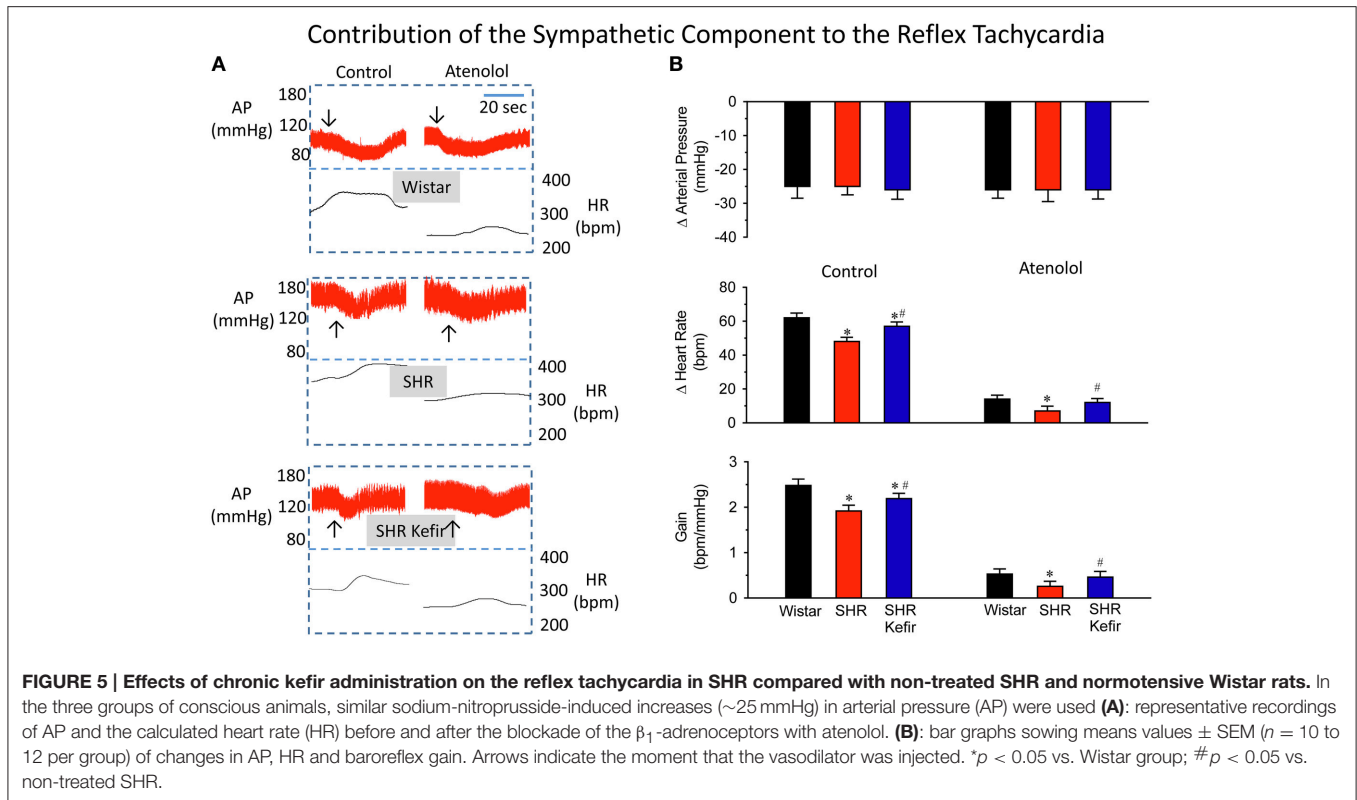 Contribution of the Sympathetic Component to the Reflex Tachycardia
A
Control Atenolol
20 sec
AP
(mmHg)
180
120
80
Wistar
400
300
200
HR
(bpm)
AP
(mmHg)
180
120
80
SHR
400
300
200
HR
(bpm)
AP
(mmHg)
180
120
80
SHR Kefir
400
300
200
HR
(bpm)
B
Δ Arterial Pressure
(mmHg)
0
-10
-20
-30
-40
Control Atenolol
Δ Heart Rate
(bpm)
80
60
40
20
0
* *# * #
Gain
(bpm/mmHg)
3
2
1
0
* * # * #
Wistar SHR SHR Wistar SHR SHR
Kefir Kefir
FIGURE 5 | Effects of chronic kefir administration on the reflex tachycardia in SHR compared with non-treated SHR and normotensive Wistar rats. In
the three groups of conscious animals, similar sodium-nitroprusside-induced increases (~25 mmHg) in arterial pressure (AP) were used (A): representative recordings
of AP and the calculated heart rate (HR) before and after the blockade of the β1-adrenoceptors with atenolol. (B): bar graphs sowing means values ± SEM (n = 10 to
12 per group) of changes in AP, HR and baroreflex gain. Arrows indicate the moment that the vasodilator was injected. *p < 0.05 vs. Wistar group; #p < 0.05 vs.
non-treated SHR.